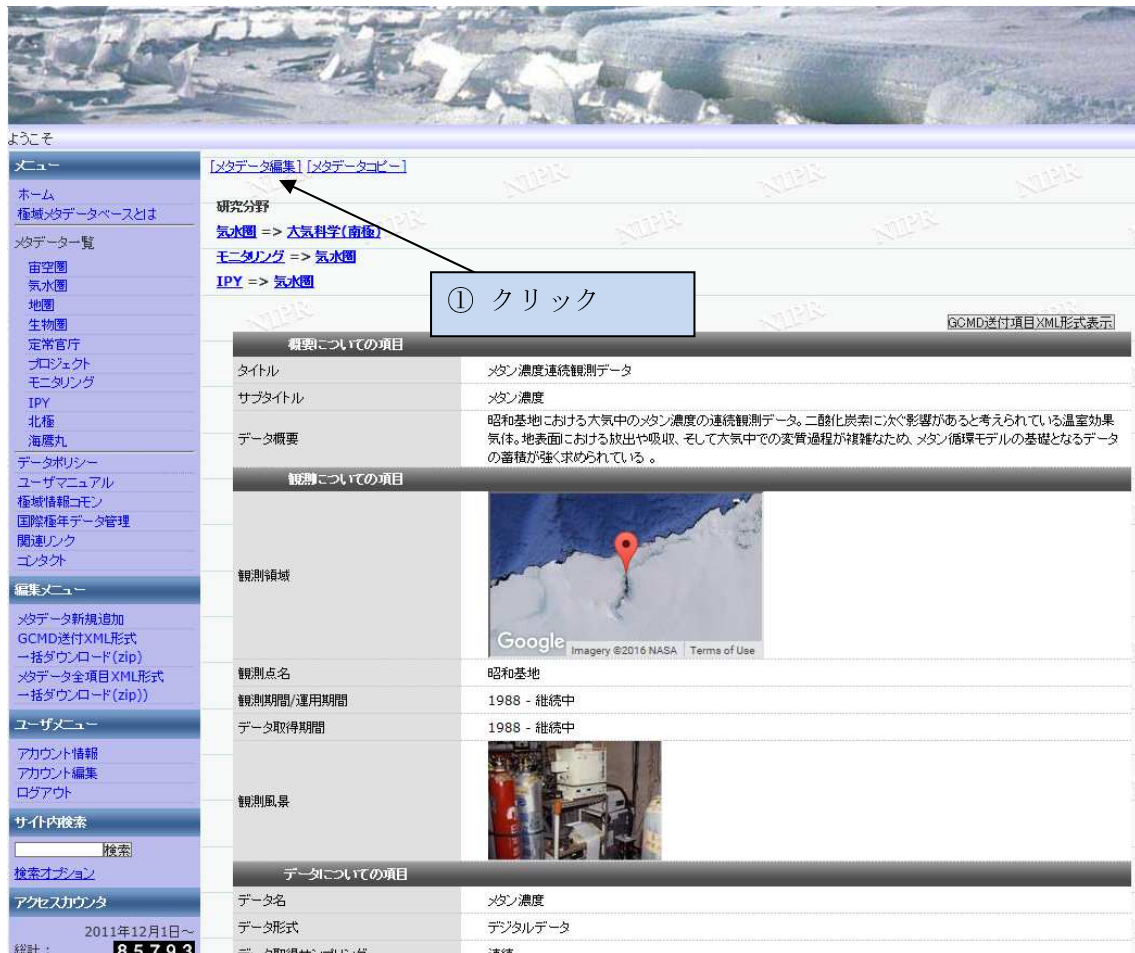 ようこそ
メニュー
ホーム
極域メタデータベースとは
メタデータ一覧
宙空圏
気水圏
地圏
生物圏
定常官庁
プロジェクト
モニタリング
IPY
北極
海鷹丸
データポリシー
ユーザマニュアル
極域情報コモン
国際極年データ管理
関連リンク
コンタクト
編集メニュー
メタデータ新規追加
GCMD送付XML形式
一括ダウンロード(zip)
メタデータ全項目XML形式
一括ダウンロード(zip))
ユーザメニュー
アカウント情報
アカウント編集
ログアウト
サイト内検索
検索
検索オプション
アクセスカウンタ
2011年12月1日～
総計： 85793
[メタデータ編集] [メタデータコピー]
研究分野
気水圏 => 大気科学(南極)
モニタリング => 気水圏
IPY => 気水圏
① クリック
GCMD送付項目XML形式表示
概要についての項目
タイトル メタン濃度連続観測データ
サブタイトル メタン濃度
データ概要 昭和基地における大気中のメタン濃度の連続観測データ。二酸化炭素に次ぐ影響があると考えられている温室効果
気体。地表面における放出や吸収、そして大気中での変質過程が複雑なため、メタン循環モデルの基礎となるデータ
の蓄積が強く求められている 。
観測についての項目
観測領域
Google Imagery ©2016 NASA Terms of Use
観測点名 昭和基地
観測期間/運用期間 1988 - 継続中
データ取得期間 1988 - 継続中
観測風景
データについての項目
データ名 メタン濃度
データ形式 デジタルデータ
データ取得サンプリング 連続
NIPR
NIPR
NIPR
NIPR
NIPR
NIPR
NIPR
NIPR